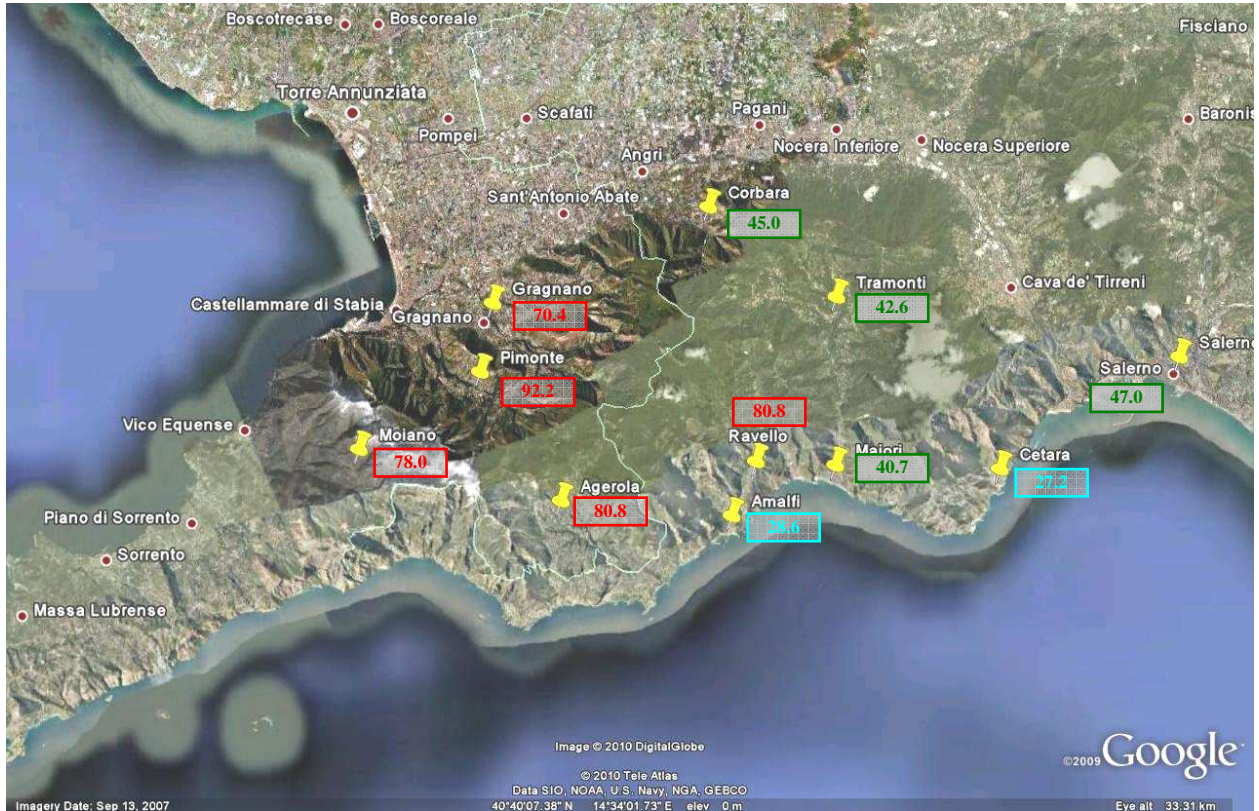 Boscotrecase
Boscoreale
Fisciano
Torre Annunziata
Pompei
Scafati
Pagani
Nocera Inferiore
Nocera Superiore
Baronis
Angri
Sant'Antonio Abate
Corbara
45.0
Castellammare di Stabia
Gragnano
Gragnano
70.4
Tramonti
42.6
Cava de' Tirreni
Pimonte
92.2
Salerno
Salerno
47.0
Vico Equense
Moiano
78.0
80.8
Ravello
Maiori
40.7
Cetara
27.2
Agerola
80.8
Amalfi
28.6
Piano di Sorrento
Sorrento
Massa Lubrense
Image © 2010 DigitalGlobe
© 2010 Tele Atlas
Data SIO, NOAA, U.S. Navy, NGA, GEBCO
©2009 Google
Imagery Date: Sep 13, 2007
40°40'07.38" N 14°34'01.73" E elev 0 m
Eye alt 33.31 km